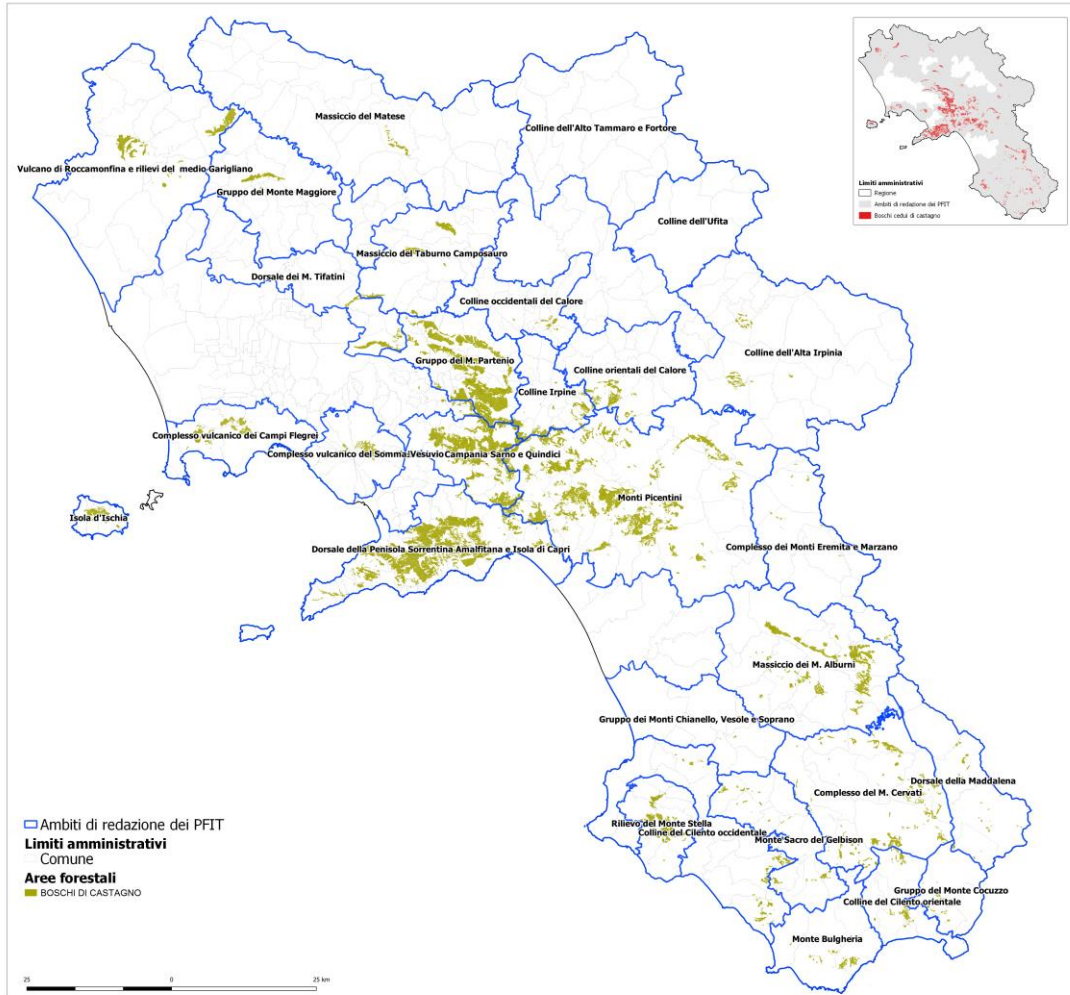 Massiccio del Matese
Colline dell'Alto Tammaro e Fortore
Vulcano di Roccamonfina e rilievi del medio Garigliano
Gruppo del Monte Maggiore
Colline dell'Ufita
Massiccio del Taburno Camposauro
Dorsale dei M. Tifatini
Colline occidentali del Calore
Colline dell'Alta Irpinia
Gruppo del M. Partenio
Colline orientali del Calore
Colline Irpine
Complesso vulcanico dei Campi Flegrei
Complesso vulcanico del Somma-Vesuvio
Campania Sarno e Quindici
Monti Picentini
Isola d'Ischia
Dorsale della Penisola Sorrentina Amalfitana e Isola di Capri
Complesso dei Monti Eremita e Marzano
Massiccio dei M. Alburni
Gruppo dei Monti Chianello, Vesole e Soprano
Dorsale della Maddalena
Complesso del M. Cervati
Rilievo del Monte Stella
Colline del Cilento occidentale
Monte Sacro del Gelbison
Gruppo del Monte Cocuzzo
Colline del Cilento orientale
Monte Bulgheria
Limiti amministrativi
Regione
Ambiti di redazione dei PFIT
Boschi cedui di castagno
Ambiti di redazione dei PFIT
Limiti amministrativi
Comune
Aree forestali
BOSCHI DI CASTAGNO
25 0 25 km